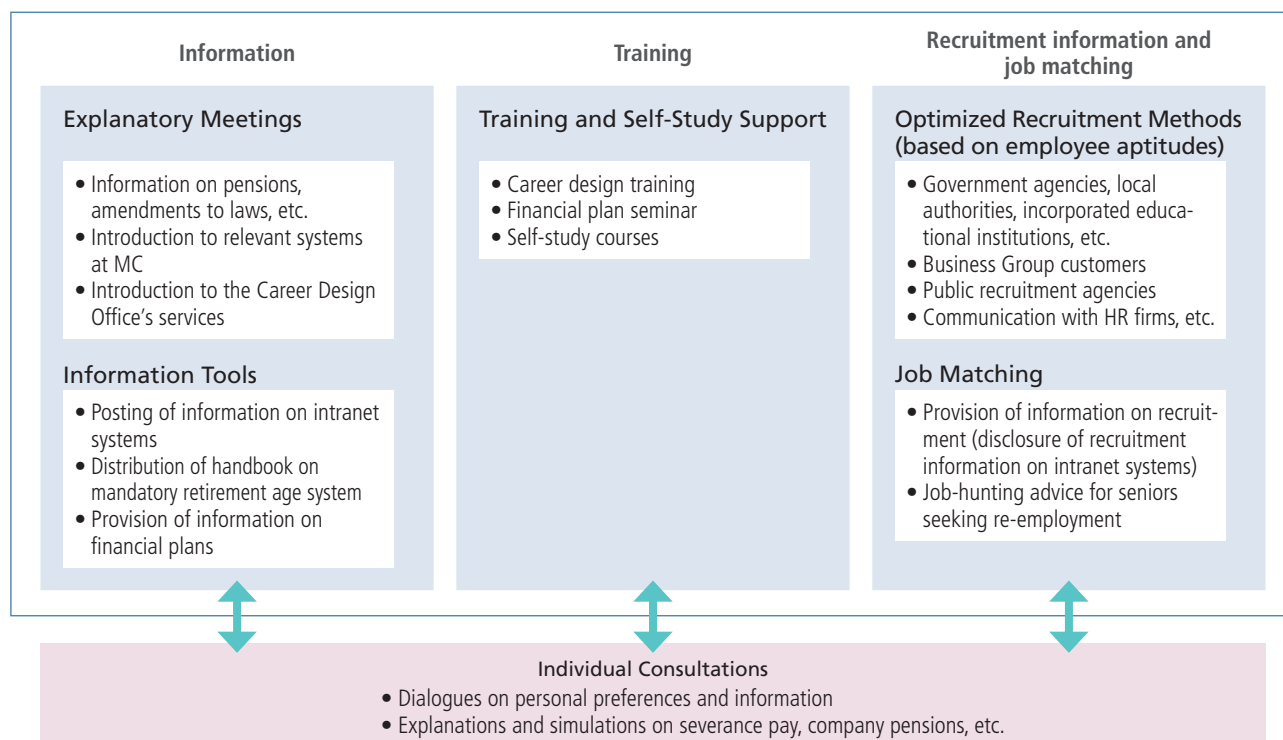 Information
Explanatory Meetings
• Information on pensions,
amendments to laws, etc.
• Introduction to relevant systems
at MC
• Introduction to the Career Design
Office’s services
Information Tools
• Posting of information on intranet
systems
• Distribution of handbook on
mandatory retirement age system
• Provision of information on
financial plans
Training
Training and Self-Study Support
• Career design training
• Financial plan seminar
• Self-study courses
Recruitment information and
job matching
Optimized Recruitment Methods
(based on employee aptitudes)
• Government agencies, local
authorities, incorporated educa-
tional institutions, etc.
• Business Group customers
• Public recruitment agencies
• Communication with HR firms, etc.
Job Matching
• Provision of information on recruit-
ment (disclosure of recruitment
information on intranet systems)
• Job-hunting advice for seniors
seeking re-employment
Individual Consultations
• Dialogues on personal preferences and information
• Explanations and simulations on severance pay, company pensions, etc.